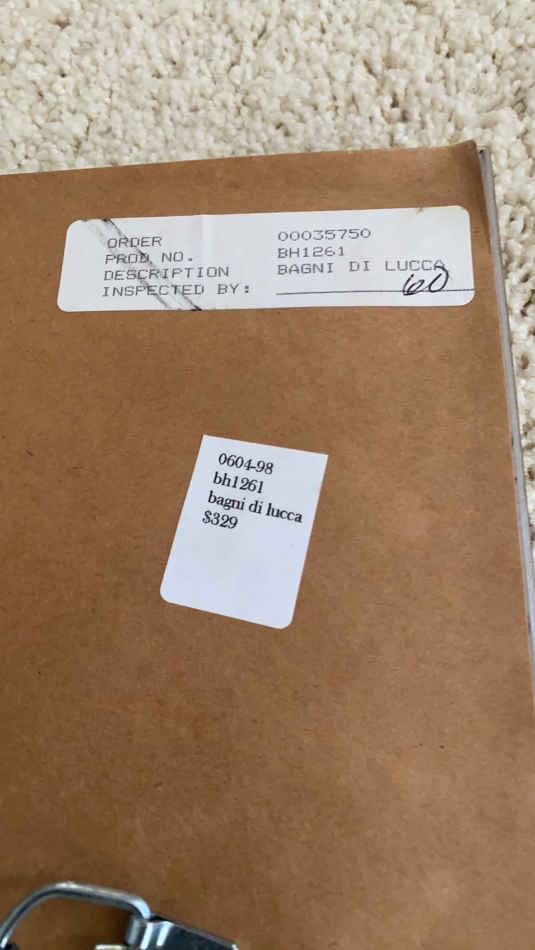 ORDER 00035750
PROD NO. BH1261
DESCRIPTION BAGNI DI LUCCA
INSPECTED BY: 60
0604-98
bh1261
bagni di lucca
$329